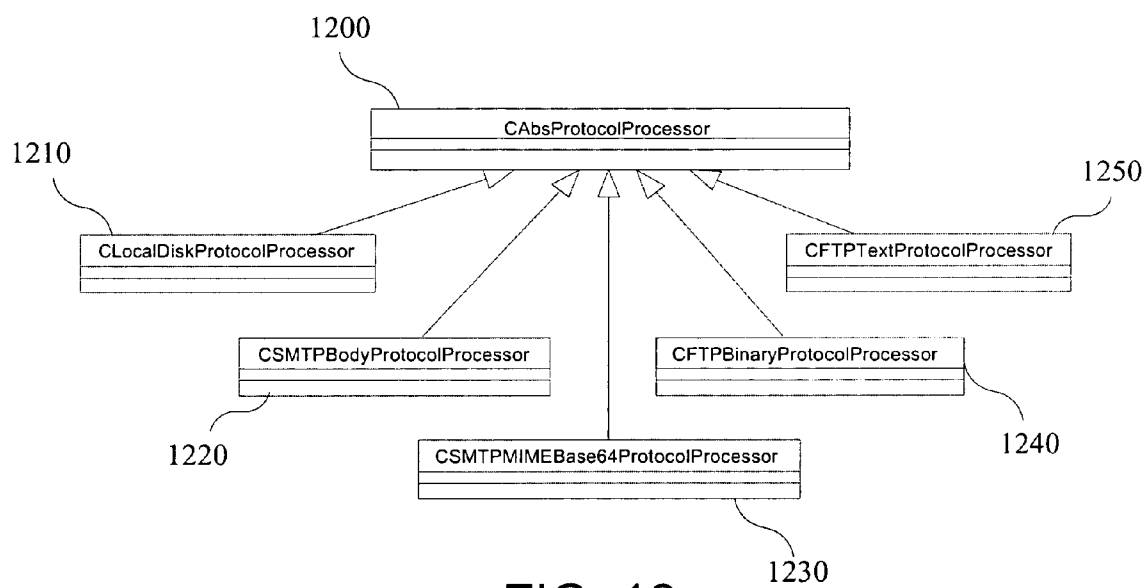 1200
CAbsProtocolProcessor
1210
1250
CLocalDiskProtocolProcessor
CFTPTextProtocolProcessor
CSMTPBodyProtocolProcessor
CFTPBinaryProtocolProcessor
1220
1240
CSMTPMIMEBase64ProtocolProcessor
1230